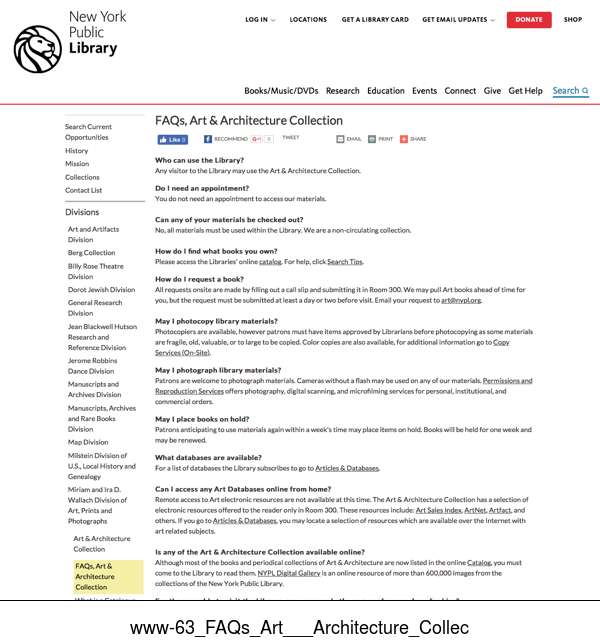 New York
Public
Library
LOG IN
LOCATIONS
GET A LIBRARY CARD
GET EMAIL UPDATES
DONATE
SHOP
Books/Music/DVDs Research Education Events Connect Give Get Help Search
Search Current
Opportunities
History
Mission
Collections
Contact List
Divisions
Art and Artifacts
Division
Berg Collection
Billy Rose Theatre
Division
Dorot Jewish Division
General Research
Division
Jean Blackwell Hutson
Research and
Reference Division
Jerome Robbins
Dance Division
Manuscripts and
Archives Division
Manuscripts, Archives
and Rare Books
Division
Map Division
Milstein Division of
U.S., Local History and
Genealogy
Miriam and Ira D.
Wallach Division of
Art, Prints and
Photographs
Art & Architecture
Collection
FAQs, Art &
Architecture
Collection
FAQs, Art & Architecture Collection
Like 0
RECOMMEND
G+1 0
TWEET
EMAIL
PRINT
SHARE
Who can use the Library?
Any visitor to the Library may use the Art & Architecture Collection.
Do I need an appointment?
You do not need an appointment to access our materials.
Can any of your materials be checked out?
No, all materials must be used within the Library. We are a non-circulating collection.
How do I find what books you own?
Please access the Libraries' online catalog. For help, click Search Tips.
How do I request a book?
All requests onsite are made by filling out a call slip and submitting it in Room 300. We may pull Art books ahead of time for
you, but the request must be submitted at least a day or two before visit. Email your request to art@nypl.org.
May I photocopy library materials?
Photocopiers are available, however patrons must have items approved by Librarians before photocopying as some materials
are fragile, old, valuable, or to large to be copied. Color copies are also available, for additional information go to Copy
Services (On-Site).
May I photograph library materials?
Patrons are welcome to photograph materials. Cameras without a flash may be used on any of our materials. Permissions and
Reproduction Services offers photography, digital scanning, and microfilming services for personal, institutional, and
commercial orders.
May I place books on hold?
Patrons anticipating to use materials again within a week's time may place items on hold. Books will be held for one week and
may be renewed.
What databases are available?
For a list of databases the Library subscribes to go to Articles & Databases.
Can I access any Art Databases online from home?
Remote access to Art electronic resources are not available at this time. The Art & Architecture Collection has a selection of
electronic resources offered to the reader only in Room 300. These resources include: Art Sales Index, ArtNet, Artfact, and
others. If you go to Articles & Databases, you may locate a selection of resources which are available over the Internet with
art related subjects.
Is any of the Art & Architecture Collection available online?
Although most of the books and periodical collections of Art & Architecture are now listed in the online Catalog, you must
come to the Library to read them, NYPL Digital Gallery is an online resource of more than 600,000 images from the
collections of the New York Public Library.
www-63_FAQs_Art___Architecture_Collec